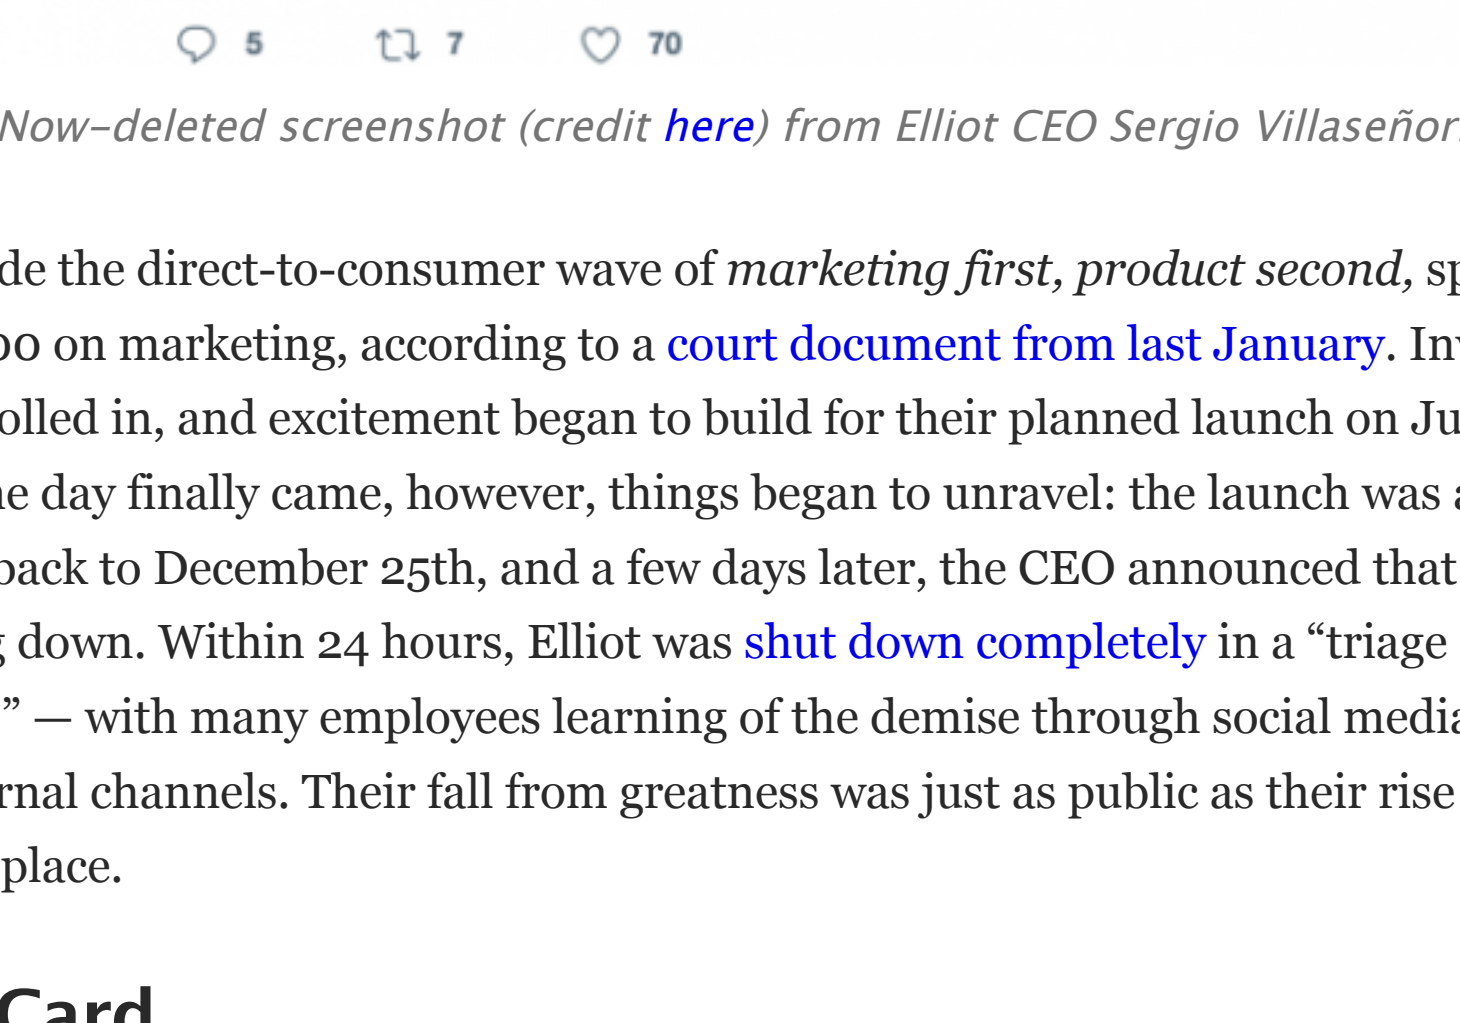 5 7 70
Now-deleted screenshot (credit here) from Elliot CEO Sergio Villaseñor.
de the direct-to-consumer wave of marketing first, product second, sp
00 on marketing, according to a court document from last January. Inv
olled in, and excitement began to build for their planned launch on Ju
he day finally came, however, things began to unravel: the launch was a
back to December 25th, and a few days later, the CEO announced that
g down. Within 24 hours, Elliot was shut down completely in a “triage
” — with many employees learning of the demise through social media
rnal channels. Their fall from greatness was just as public as their rise
place.
Card